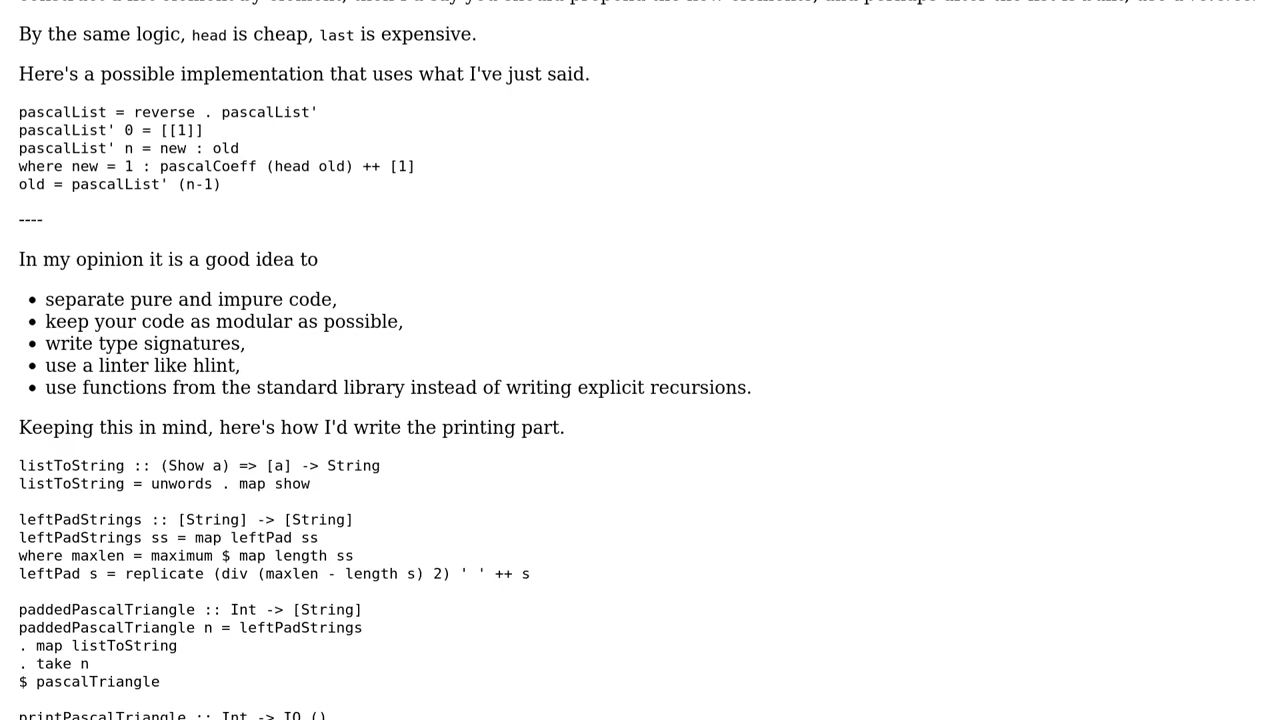 By the same logic, head is cheap, last is expensive.
Here's a possible implementation that uses what I've just said.
pascalList = reverse . pascalList'
pascalList' 0 = [[1]]
pascalList' n = new : old
where new = 1 : pascalCoeff (head old) ++ [1]
old = pascalList' (n-1)
----
In my opinion it is a good idea to
• separate pure and impure code,
• keep your code as modular as possible,
• write type signatures,
• use a linter like hlint,
• use functions from the standard library instead of writing explicit recursions.
Keeping this in mind, here's how I'd write the printing part.
listToString :: (Show a) => [a] -> String
listToString = unwords . map show
leftPadStrings :: [String] -> [String]
leftPadStrings ss = map leftPad ss
where maxlen = maximum $ map length ss
leftPad s = replicate (div (maxlen - length s) 2) ' ' ++ s
paddedPascalTriangle :: Int -> [String]
paddedPascalTriangle n = leftPadStrings
. map listToString
. take n
$ pascalTriangle
printPascalTriangle :: Int -> IO ()